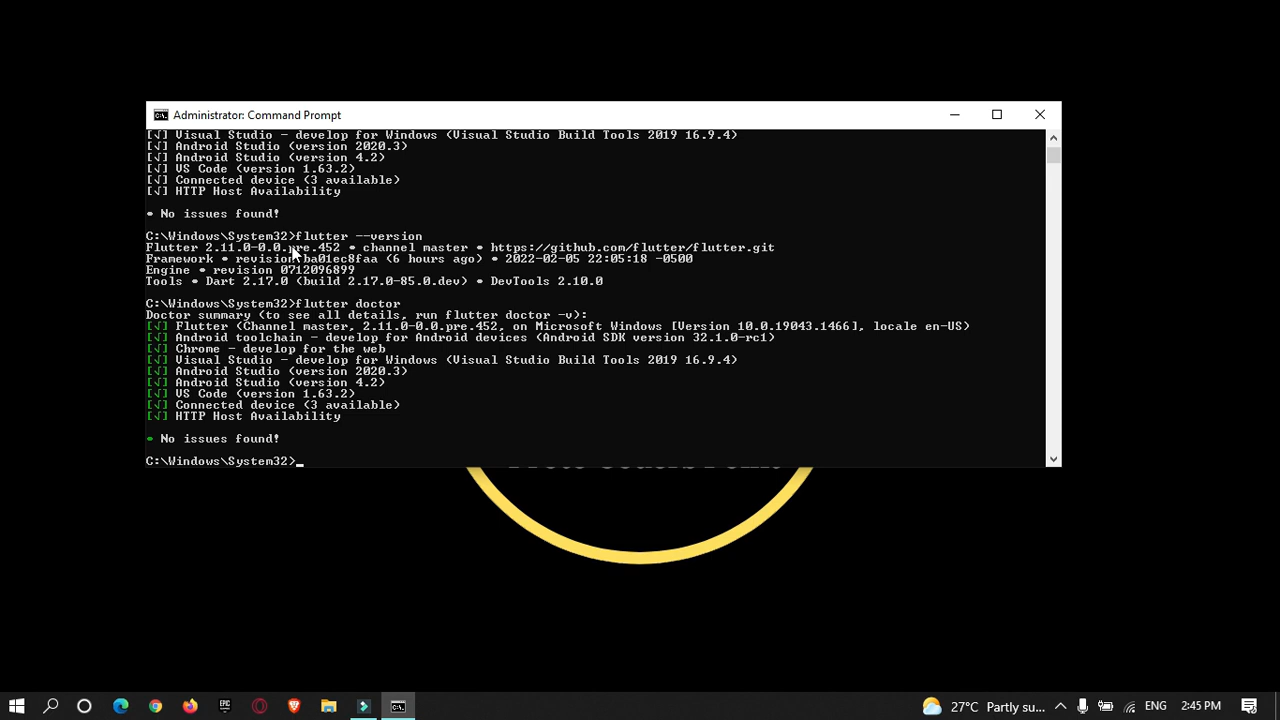 Administrator: Command Prompt
[√] Visual Studio - develop for Windows (Visual Studio Build Tools 2019 16.9.4)
[√] Android Studio (version 2020.3)
[√] Android Studio (version 4.2)
[√] VS Code (version 1.63.2)
[√] Connected device (3 available)
[√] HTTP Host Availability
• No issues found!
C:\Windows\System32>flutter --version
Flutter 2.11.0-0.0.pre.452 • channel master • https://github.com/flutter/flutter.git
Framework • revision ba01ec8faa (6 hours ago) • 2022-02-05 22:05:18 -0500
Engine • revision 0712096899
Tools • Dart 2.17.0 (build 2.17.0-85.0.dev) • DevTools 2.10.0
C:\Windows\System32>flutter doctor
Doctor summary (to see all details, run flutter doctor -v):
[√] Flutter (Channel master, 2.11.0-0.0.pre.452, on Microsoft Windows [Version 10.0.19043.1466], locale en-US)
[√] Android toolchain - develop for Android devices (Android SDK version 32.1.0-rc1)
[√] Chrome - develop for the web
[√] Visual Studio - develop for Windows (Visual Studio Build Tools 2019 16.9.4)
[√] Android Studio (version 2020.3)
[√] Android Studio (version 4.2)
[√] VS Code (version 1.63.2)
[√] Connected device (3 available)
[√] HTTP Host Availability
• No issues found!
C:\Windows\System32>
EPIC
27°C Partly su... ENG 2:45 PM